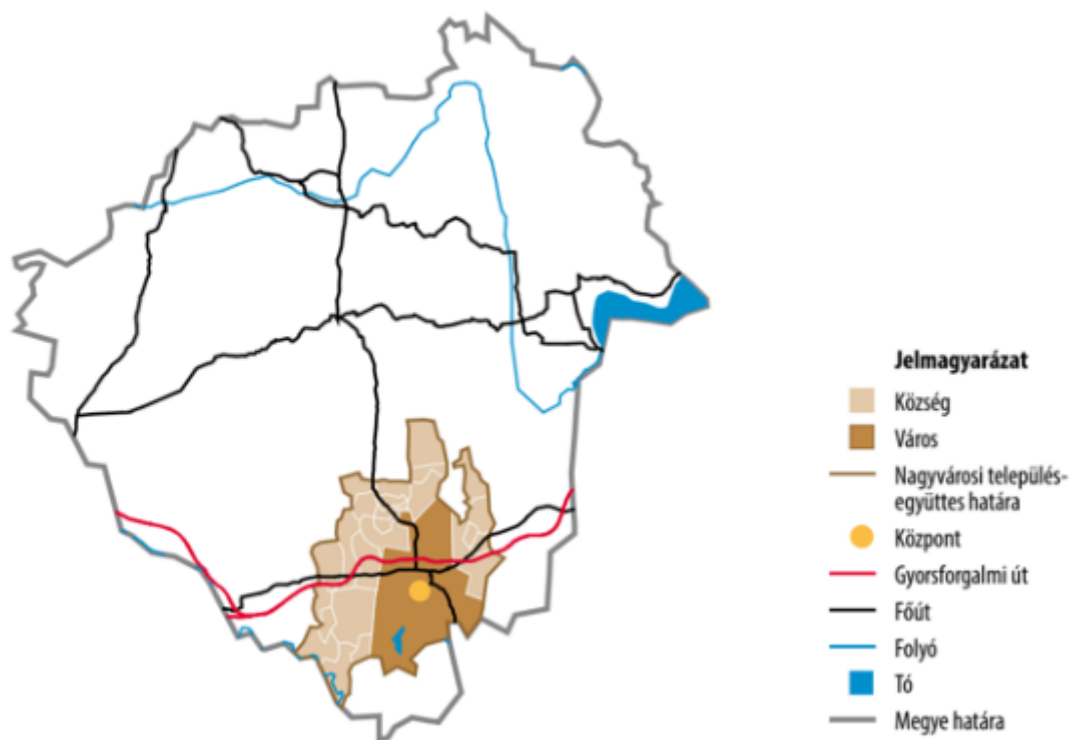 Jelmagyarázat
Község
Város
Nagyvárosi település-
együttes határa
Központ
Gyorsforgalmi út
Főút
Folyó
Tó
Megye határa